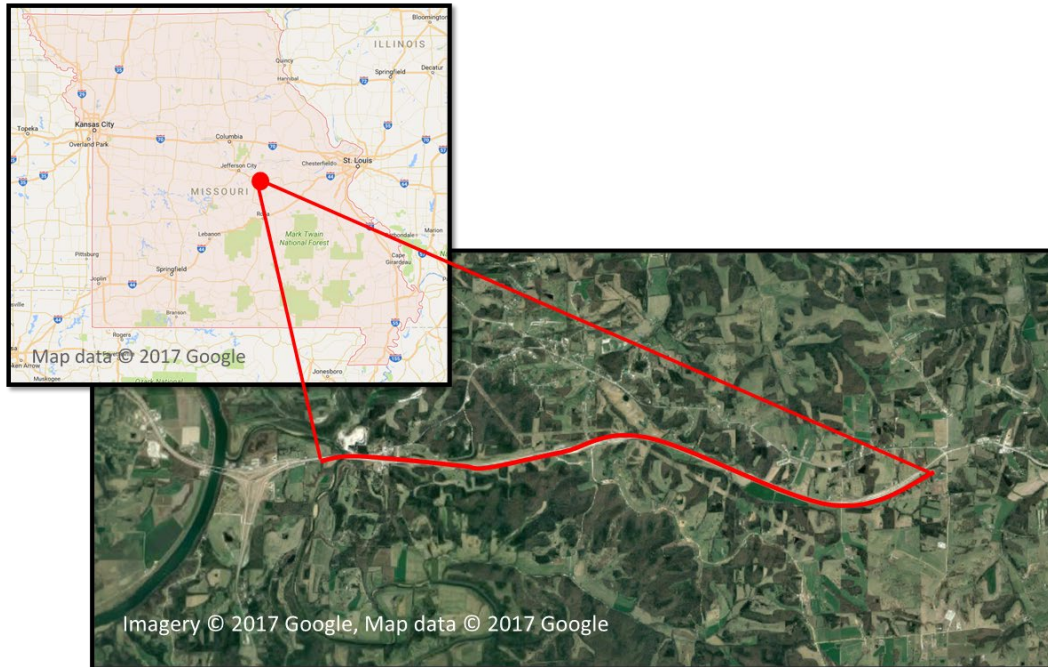 Bloomington
ILLINOIS
Quincy
Hannibal
Springfield
Decatur
Kansas City
Topeka
Overland Park
Columbia
Jefferson City
Chesterfield
St. Louis
MISSOURI
Rolla
Lebanon
Mark Twain
National Forest
Marion
Cape
Girardeau
Pittsburg
Springfield
Joplin
Branson
Rogers
Map data © 2017 Google
Jonesboro
Muskogee
Imagery © 2017 Google, Map data © 2017 Google